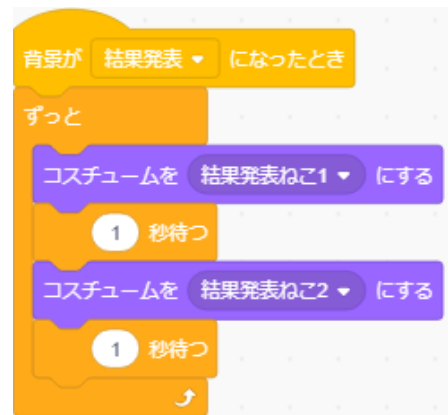 背景が 結果発表 になったとき
ずっと
コスチュームを 結果発表ねこ1 にする
1 秒待つ
コスチュームを 結果発表ねこ2 にする
1 秒待つ